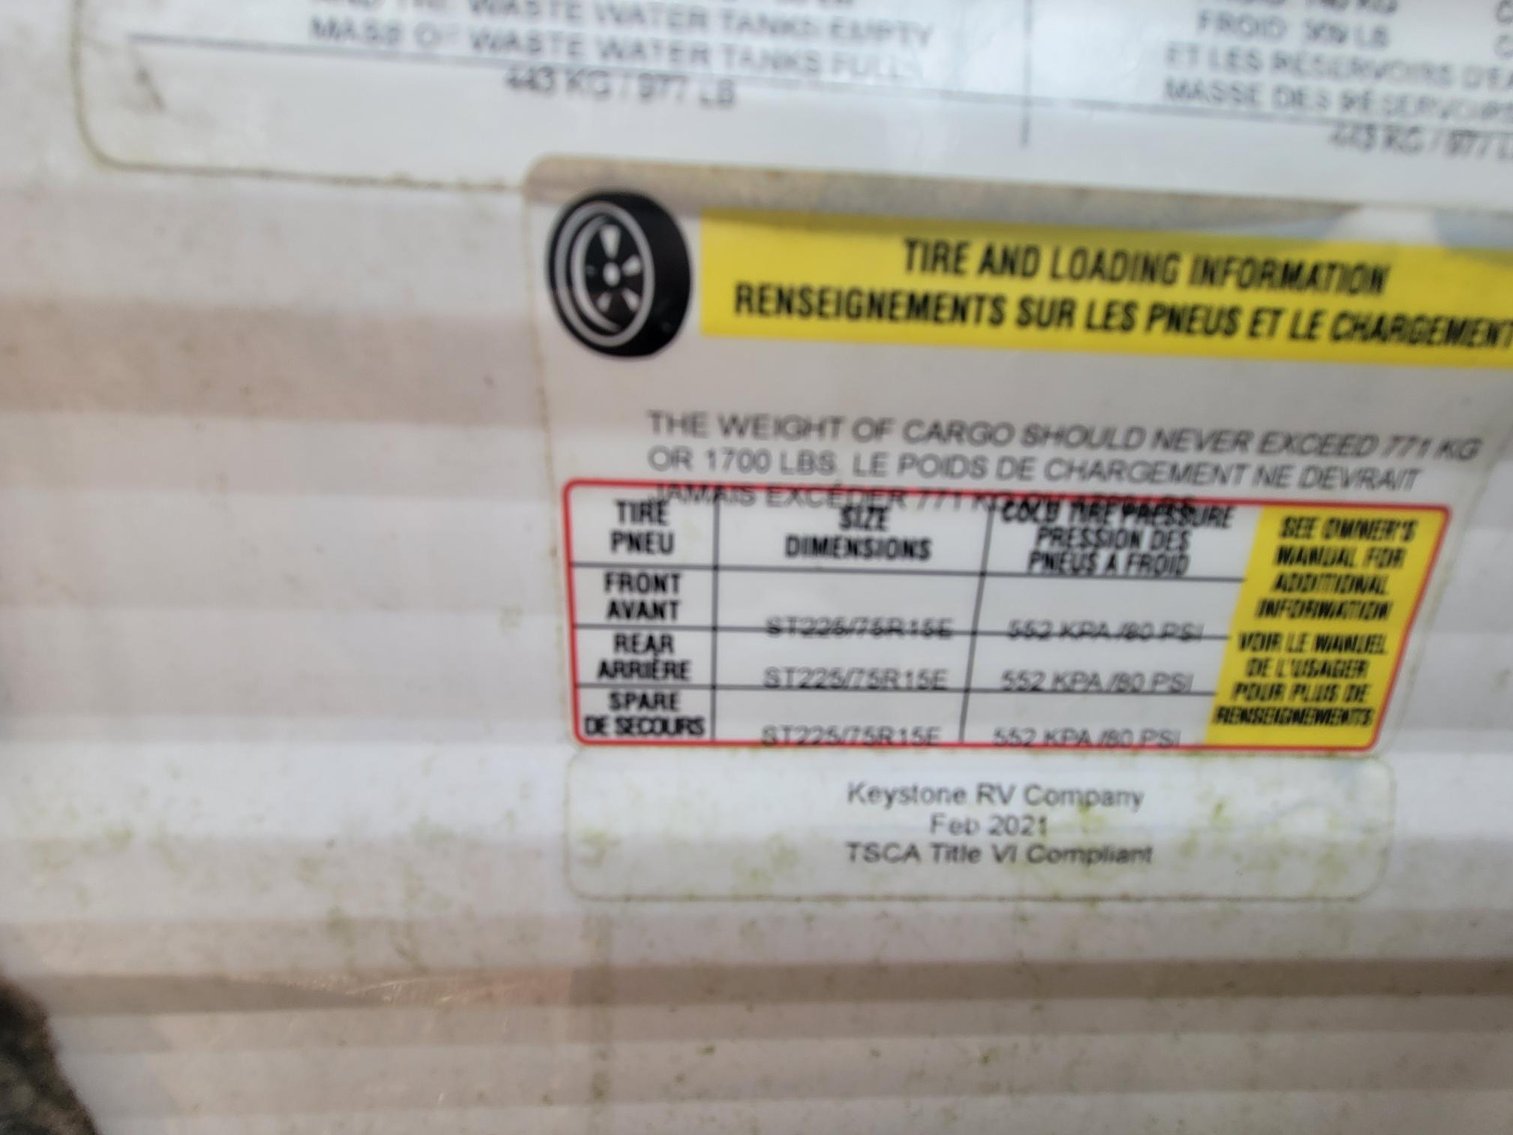 WASTE WATER TANKS EMPTY
MASS OF WASTE WATER TANKS FULL
443 KG / 977 LB
FROID
ET LES RÉSERVOIRS
MASSE DES RÉSERVOIRS
443 KG / 977
TIRE AND LOADING INFORMATION
RENSEIGNEMENTS SUR LES PNEUS ET LE CHARGEMENT
THE WEIGHT OF CARGO SHOULD NEVER EXCEED 771 KG
OR 1700 LBS. LE POIDS DE CHARGEMENT NE DEVRAIT
JAMAIS EXCÉDER 771
TIRE SIZE COLD TIRE PRESSURE
PNEU DIMENSIONS PRESSION DES
PNEUS A FROID
FRONT
AVANT ST225/75R15E 552 KPA /80 PSI
REAR
ARRIÈRE ST225/75R15E 552 KPA /80 PSI
SPARE
DE SECOURS ST225/75R15E 552 KPA /80 PSI
SEE OWNER'S
MANUAL FOR
ADDITIONAL
INFORMATION
VOIR LE MANUEL
DE L'USAGER
POUR PLUS DE
RENSEIGNEMENTS
Keystone RV Company
Feb 2021
TSCA Title VI Compliant